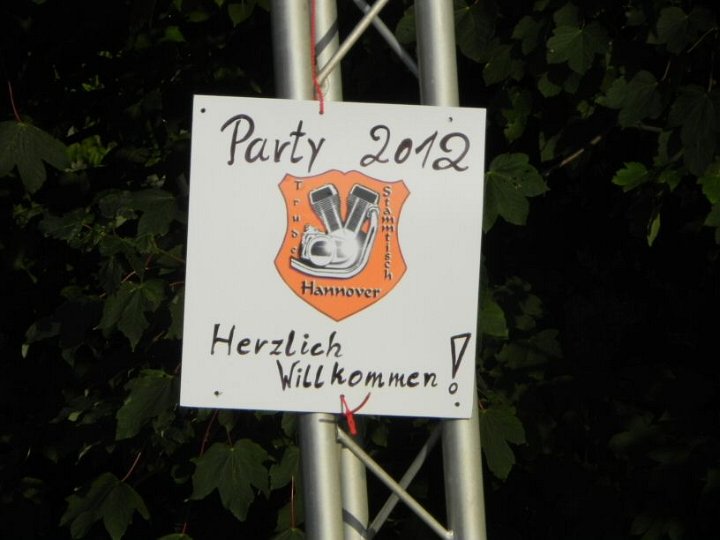 Party 2012
Trude
Stammtisch
Hannover
Herzlich
Willkommen!